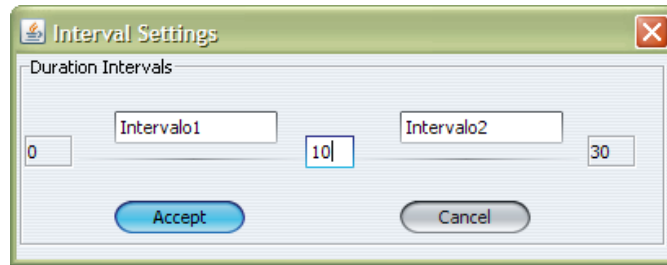 Interval Settings
Duration Intervals
Intervalo1 Intervalo2
0 10 30
Accept Cancel